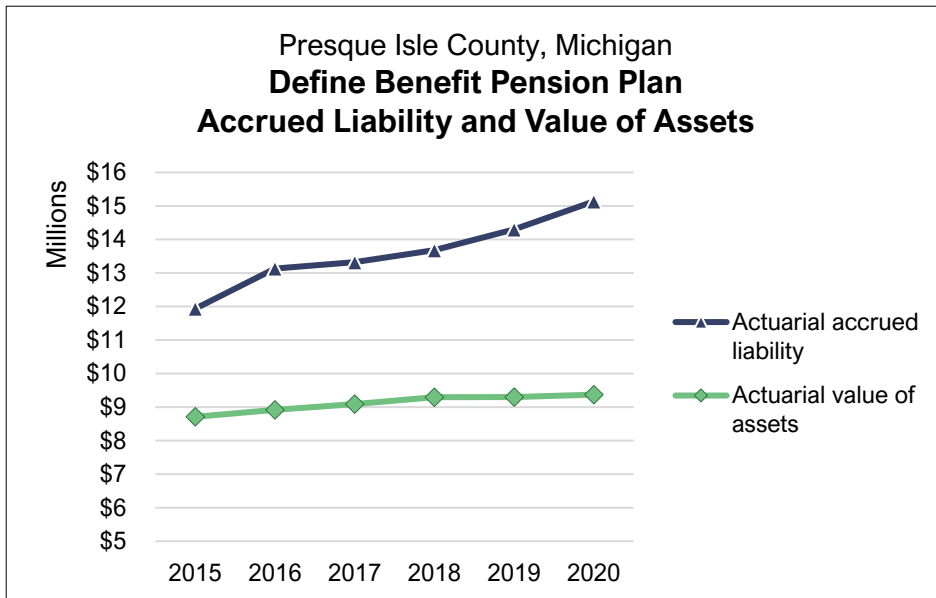 Presque Isle County, Michigan
Define Benefit Pension Plan
Accrued Liability and Value of Assets
Millions
$16
$15
$14
$13
$12
$11
$10
$9
$8
$7
$6
$5
2015 2016 2017 2018 2019 2020
Actuarial accrued
liability
Actuarial value of
assets